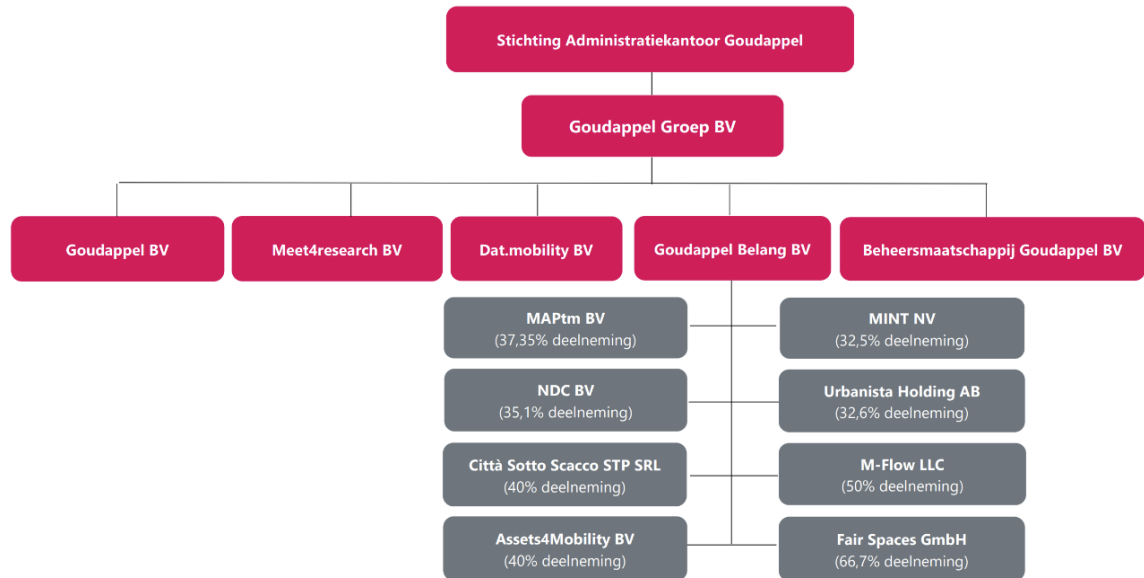 Stichting Administratiekantoor Goudappel
Goudappel Groep BV
Goudappel BV
Meet4research BV
Dat.mobility BV
Goudappel Belang BV
Beheersmaatschappij Goudappel BV
MAPtm BV
(37,35% deelneming)
MINT NV
(32,5% deelneming)
NDC BV
(35,1% deelneming)
Urbanista Holding AB
(32,6% deelneming)
Città Sotto Scacco STP SRL
(40% deelneming)
M-Flow LLC
(50% deelneming)
Assets4Mobility BV
(40% deelneming)
Fair Spaces GmbH
(66,7% deelneming)